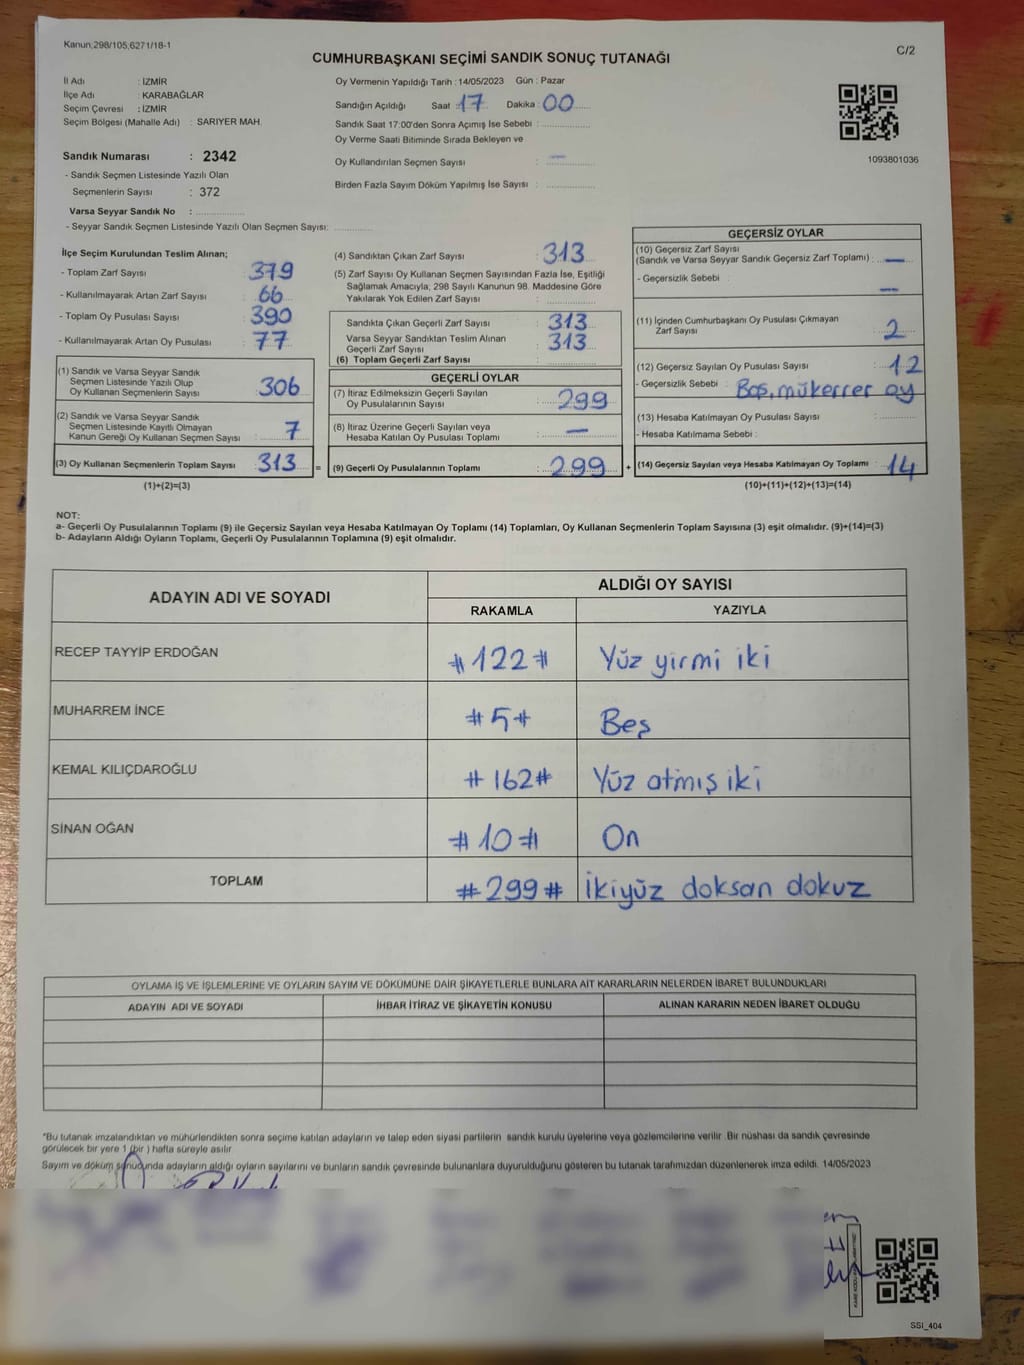 Kanun;298/105;6271/18-1
C/2
CUMHURBAŞKANI SEÇİMİ SANDIK SONUÇ TUTANAĞI
İl Adı : İZMİR
İlçe Adı : KARABAĞLAR
Seçim Çevresi : İZMİR
Seçim Bölgesi (Mahalle Adı) : SARIYER MAH.
Sandık Numarası : 2342
- Sandık Seçmen Listesinde Yazılı Olan
Seçmenlerin Sayısı : 372
Varsa Seyyar Sandık No :
- Seyyar Sandık Seçmen Listesinde Yazılı Olan Seçmen Sayısı:
Oy Vermenin Yapıldığı Tarih : 14/05/2023 Gün : Pazar
Sandığın Açıldığı Saat : 17 Dakika : 00
Sandık Saat 17:00'den Sonra Açımış İse Sebebi :
Oy Verme Saati Bitiminde Sırada Bekleyen ve
Oy Kullandırılan Seçmen Sayısı : —
Birden Fazla Sayım Döküm Yapılmış İse Sayısı :
1093801036
İlçe Seçim Kurulundan Teslim Alınan;
- Toplam Zarf Sayısı 379
- Kullanılmayarak Artan Zarf Sayısı : 66
- Toplam Oy Pusulası Sayısı : 390
- Kullanılmayarak Artan Oy Pusulası : 77
(1) Sandık ve Varsa Seyyar Sandık
Seçmen Listesinde Yazılı Olup
Oy Kullanan Seçmenlerin Sayısı : 306
(2) Sandık ve Varsa Seyyar Sandık
Seçmen Listesinde Kayıtlı Olmayan
Kanun Gereği Oy Kullanan Seçmen Sayısı : 7
(3) Oy Kullanan Seçmenlerin Toplam Sayısı : 313 =
(1)+(2)=(3)
(4) Sandıktan Çıkan Zarf Sayısı : 313
(5) Zarf Sayısı Oy Kullanan Seçmen Sayısından Fazla İse, Eşitliği
Sağlamak Amacıyla; 298 Sayılı Kanunun 98. Maddesine Göre
Yakılarak Yok Edilen Zarf Sayısı :
Sandıkta Çıkan Geçerli Zarf Sayısı : 313
Varsa Seyyar Sandıktan Teslim Alınan
Geçerli Zarf Sayısı : 313
(6) Toplam Geçerli Zarf Sayısı :
GEÇERLİ OYLAR
(7) İtiraz Edilmeksizin Geçerli Sayılan
Oy Pusulalarının Sayısı : 299
(8) İtiraz Üzerine Geçerli Sayılan veya
Hesaba Katılan Oy Pusulası Toplamı : —
(9) Geçerli Oy Pusulalarının Toplamı : 299 +
GEÇERSİZ OYLAR
(10) Geçersiz Zarf Sayısı
(Sandık ve Varsa Seyyar Sandık Geçersiz Zarf Toplamı) : —
- Geçersizlik Sebebi : —
(11) İçinden Cumhurbaşkanı Oy Pusulası Çıkmayan
Zarf Sayısı : 2
(12) Geçersiz Sayılan Oy Pusulası Sayısı : 12
- Geçersizlik Sebebi : Boş, mükerrer oy
(13) Hesaba Katılmayan Oy Pusulası Sayısı :
- Hesaba Katılmama Sebebi :
(14) Geçersiz Sayılan veya Hesaba Katılmayan Oy Toplamı : 14
(10)+(11)+(12)+(13)=(14)
NOT:
a- Geçerli Oy Pusulalarının Toplamı (9) ile Geçersiz Sayılan veya Hesaba Katılmayan Oy Toplamı (14) Toplamları, Oy Kullanan Seçmenlerin Toplam Sayısına (3) eşit olmalıdır. (9)+(14)=(3)
b- Adayların Aldığı Oyların Toplamı, Geçerli Oy Pusulalarının Toplamına (9) eşit olmalıdır.
ADAYIN ADI VE SOYADI
ALDIĞI OY SAYISI
RAKAMLA YAZIYLA
RECEP TAYYİP ERDOĞAN #122# Yüz yirmi iki
MUHARREM İNCE #5# Beş
KEMAL KILIÇDAROĞLU #162# Yüz atmış iki
SİNAN OĞAN #10# On
TOPLAM #299# İkiyüz doksan dokuz
OYLAMA İŞ VE İŞLEMLERİNE VE OYLARIN SAYIM VE DÖKÜMÜNE DAİR ŞİKAYETLERLE BUNLARA AİT KARARLARIN NELERDEN İBARET BULUNDUKLARI
ADAYIN ADI VE SOYADI İHBAR İTİRAZ VE ŞİKAYETİN KONUSU ALINAN KARARIN NEDEN İBARET OLDUĞU
*Bu tutanak imzalandıktan ve mühürlendikten sonra seçime katılan adayların ve talep eden siyasi partilerin sandık kurulu üyelerine veya gözlemcilerine verilir. Bir nüshası da sandık çevresinde
görülecek bir yere 1 (bir ) hafta süreyle asılır
Sayım ve döküm sonucunda adayların aldığı oyların sayılarını ve bunların sandık çevresinde bulunanlara duyurulduğunu gösteren bu tutanak tarafımızdan düzenlenerek imza edildi. 14/05/2023
SSİ_404